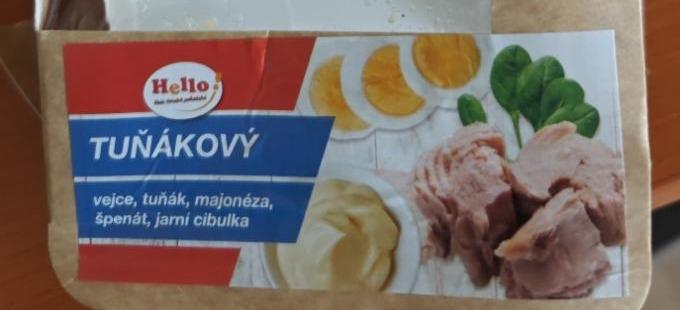 Hello!
TUŇÁKOVÝ
vejce, tuňák, majonéza,
špenát, jarní cibulka